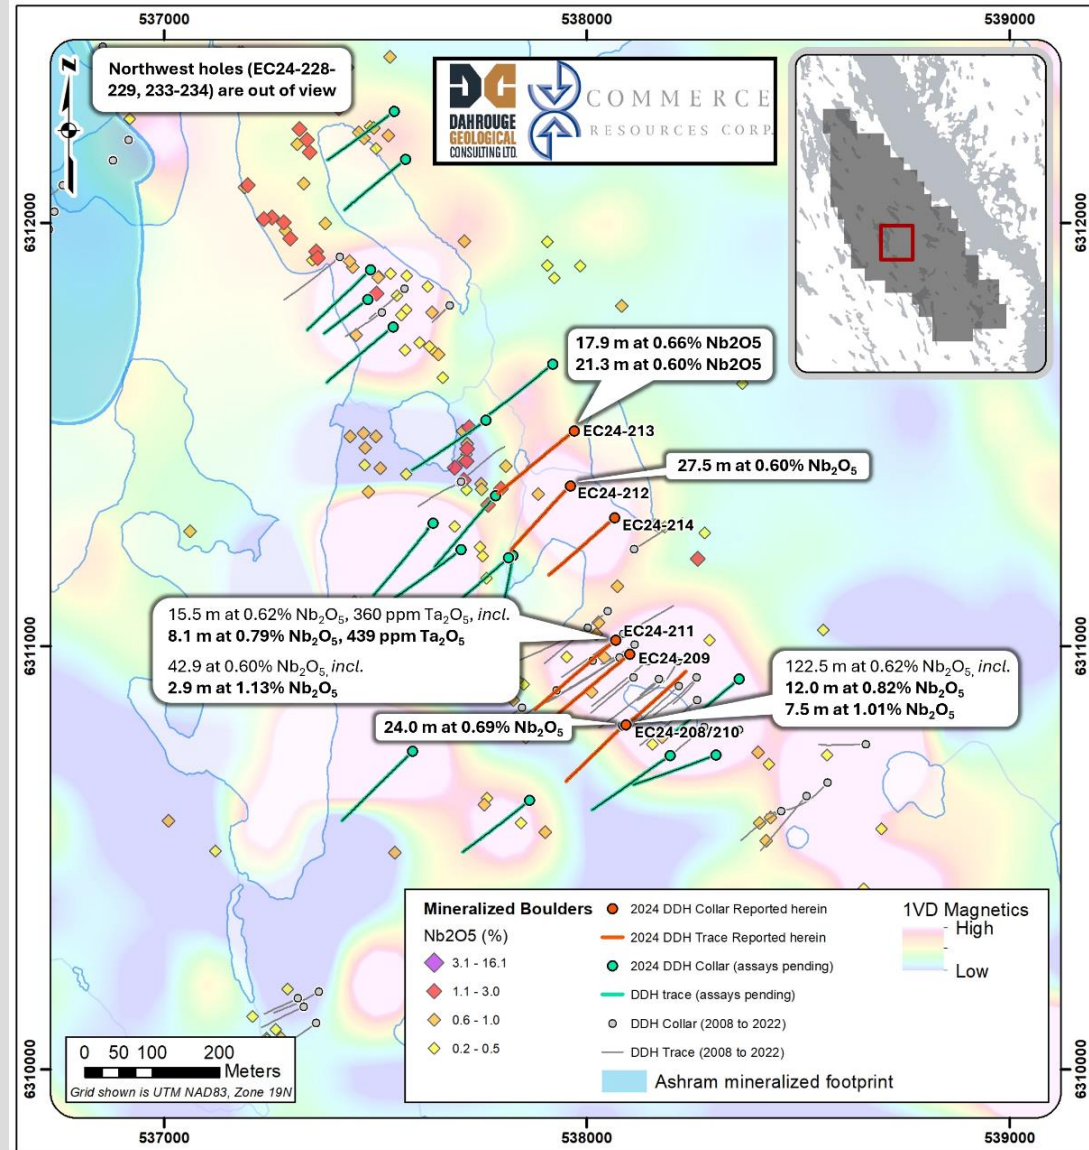 537000
538000
539000
Northwest holes (EC24-228-
229, 233-234) are out of view
z
DG
DAHROUGE
GEOLOGICAL
CONSULTING LTD.
COMMERCE
RESOURCES CORP.
6312000
6312000
17.9 m at 0.66% Nb2O5
21.3 m at 0.60% Nb2O5
EC24-213
27.5 m at 0.60% Nb₂O₅
EC24-212
EC24-214
15.5 m at 0.62% Nb₂O₅, 360 ppm Ta₂O₅, incl.
8.1 m at 0.79% Nb₂O₅, 439 ppm Ta₂O₅
42.9 at 0.60% Nb₂O₅, incl.
2.9 m at 1.13% Nb₂O₅
EC24-211
6311000
6311000
EC24-209
122.5 m at 0.62% Nb₂O₅, incl.
12.0 m at 0.82% Nb₂O₅
7.5 m at 1.01% Nb₂O₅
24.0 m at 0.69% Nb₂O₅
EC24-208/210
Mineralized Boulders
Nb2O5 (%)
3.1 - 16.1
1.1 - 3.0
0.6 - 1.0
0.2 - 0.5
2024 DDH Collar Reported herein
2024 DDH Trace Reported herein
2024 DDH Collar (assays pending)
DDH trace (assays pending)
DDH Collar (2008 to 2022)
DDH Trace (2008 to 2022)
Ashram mineralized footprint
1VD Magnetics
High
Low
0 50 100 200
Meters
Grid shown is UTM NAD83, Zone 19N
6310000
6310000
537000
538000
539000